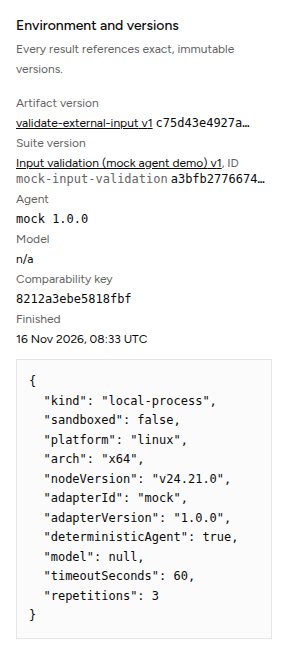 Environment and versions
Every result references exact, immutable
versions.
Artifact version
validate-external-input v1 c75d43e4927a…
Suite version
Input validation (mock agent demo) v1, ID
mock-input-validation a3bfb2776674…
Agent
mock 1.0.0
Model
n/a
Comparability key
8212a3ebe5818fbf
Finished
16 Nov 2026, 08:33 UTC
{
  "kind": "local-process",
  "sandboxed": false,
  "platform": "linux",
  "arch": "x64",
  "nodeVersion": "v24.21.0",
  "adapterId": "mock",
  "adapterVersion": "1.0.0",
  "deterministicAgent": true,
  "model": null,
  "timeoutSeconds": 60,
  "repetitions": 3
}